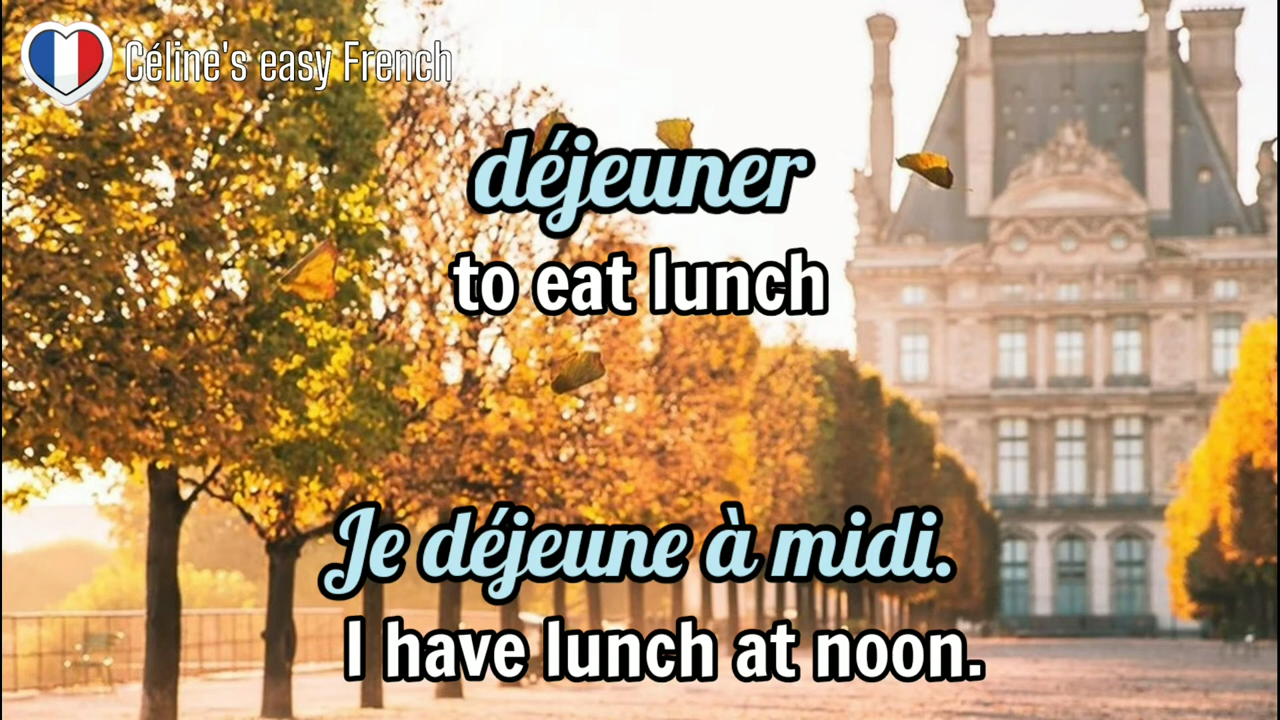 Céline's easy French
déjeuner
to eat lunch
Je déjeune à midi.
I have lunch at noon.